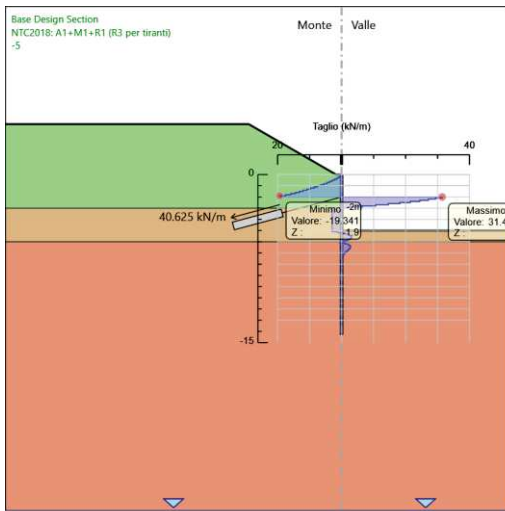 Base Design Section
NTC2018: A1+M1+R1 (R3 per tiranti)
-5
Monte Valle
Taglio (kN/m)
20 40
0
-2m
40.625 kN/m
Minimo
Valore: -19.341
Z : -1.9
Massimo
Valore: 31.4
Z :
-15